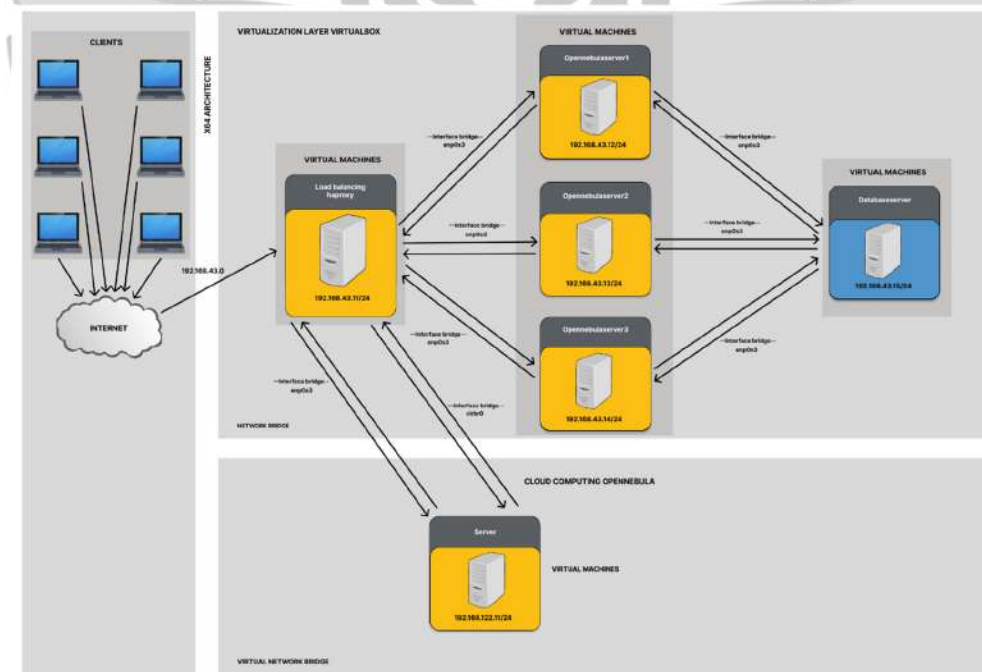 CLIENTS
X64 ARCHITECTURE
INTERNET
192.168.43.0
VIRTUALIZATION LAYER VIRTUALBOX
VIRTUAL MACHINES
Load balancing
haproxy
192.168.43.11/24
VIRTUAL MACHINES
Opennebulaserver1
192.168.43.12/24
Opennebulaserver2
192.168.43.13/24
Opennebulaserver3
192.168.43.14/24
VIRTUAL MACHINES
Databaseserver
192.168.43.15/24
---Interface bridge---
enp0s3
---Interface bridge---
enp0s3
---Interface bridge---
enp0s3
---Interface bridge---
enp0s3
---Interface bridge---
enp0s3
---Interface bridge---
enp0s3
---Interface bridge---
enp0s3
---Interface bridge---
NETWORK BRIDGE
CLOUD COMPUTING OPENNEBULA
Server
192.168.122.11/24
VIRTUAL MACHINES
VIRTUAL NETWORK BRIDGE